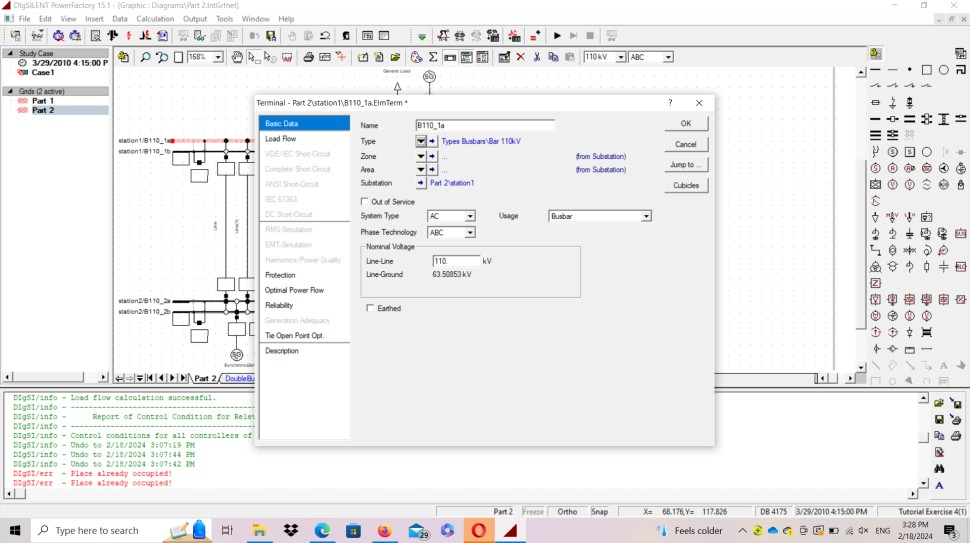 DIgSILENT PowerFactory 15.1 - [Graphic : Diagrams\Part 2.IntGrfnet]
File Edit View Insert Data Calculation Output Tools Window Help
168%
110 kV
ABC
Study Case
3/29/2010 4:15:00 P
Case1
Grids (2 active)
Part 1
Part 2
General Load
SG
station1/B110_1a
station1/B110_1b
Line
Line(1)
station2/B110_2a
station2/B110_2b
SG
Part 2
DoubleBu
Terminal - Part 2\station1\B110_1a.ElmTerm *
? ×
Basic Data
Load Flow
VDE/IEC Short-Circuit
Complete Short-Circuit
ANSI Short-Circuit
IEC 61363
DC Short-Circuit
RMS-Simulation
EMT-Simulation
Harmonics/Power Quality
Protection
Optimal Power Flow
Reliability
Generation Adequacy
Tie Open Point Opt.
Description
Name B110_1a
Type Types Busbars\Bar 110kV
Zone ... (from Substation)
Area ... (from Substation)
Substation Part 2\station1
Out of Service
System Type AC Usage Busbar
Phase Technology ABC
Nominal Voltage
Line-Line 110. kV
Line-Ground 63.50853 kV
Earthed
OK
Cancel
Jump to ...
Cubicles
DIgSI/info - Load flow calculation successful.
DIgSI/info - -----------------------------------
DIgSI/info - Report of Control Condition for Rele
DIgSI/info - -----------------------------------
DIgSI/info - Control conditions for all controllers of
DIgSI/info - Undo to 2/18/2024 3:07:19 PM
DIgSI/info - Undo to 2/18/2024 3:07:44 PM
DIgSI/info - Undo to 2/18/2024 3:07:42 PM
DIgSI/err - Place already occupied!
DIgSI/err - Place already occupied!
Part 2 Freeze Ortho Snap X= 68.176,Y= 117.826 DB 4175 3/29/2010 4:15:00 PM Tutorial Exercise 4(1)
Type here to search
29
Feels colder
ENG
3:28 PM
2/18/2024
3